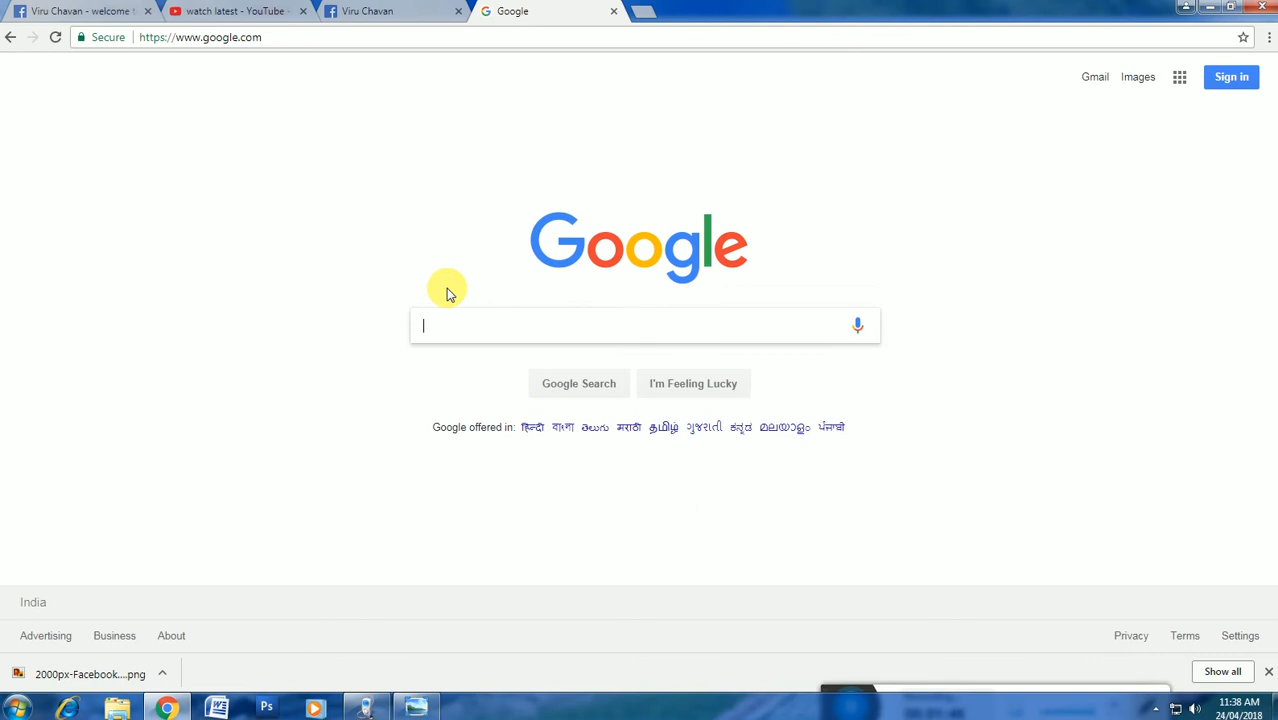 Viru Chavan - welcome
watch latest - YouTube
Viru Chavan
Google
Secure https://www.google.com
Gmail Images Sign in
Google
Google Search I'm Feeling Lucky
Google offered in: हिन्दी বাংলা తెలుగు मराठी தமிழ் ગુજરાતી ಕನ್ನಡ മലയാളം ਪੰਜਾਬੀ
India
Advertising Business About Privacy Terms Settings
2000px-Facebook....png Show all
Ps
11:38 AM
24/04/2018